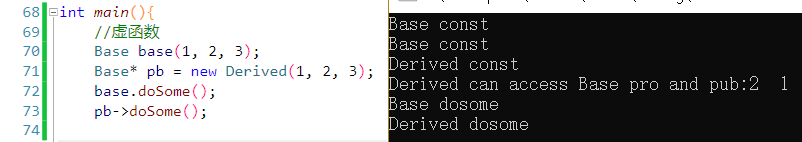 68 int main(){
69 //虚函数
70 Base base(1, 2, 3);
71 Base* pb = new Derived(1, 2, 3);
72 base.doSome();
73 pb->doSome();
74
Base const
Base const
Derived const
Derived can access Base pro and pub:2  1
Base dosome
Derived dosome